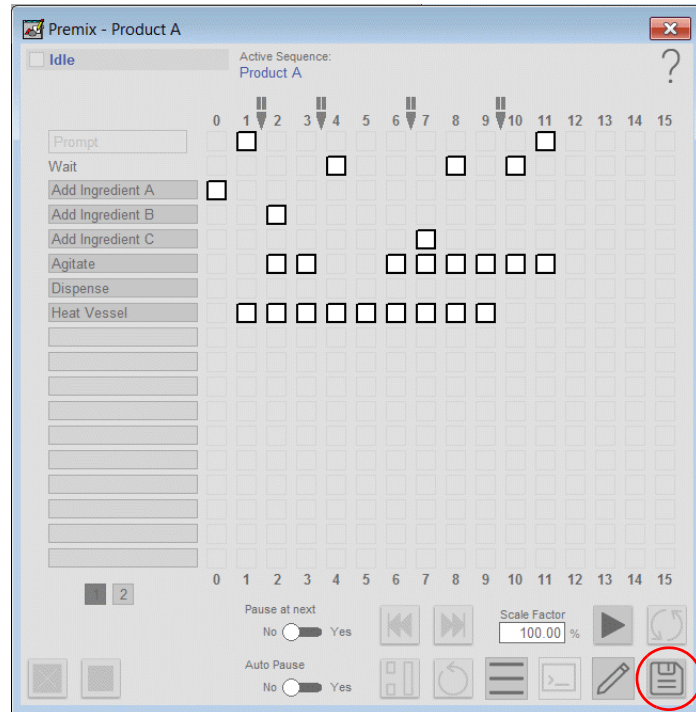 Premix - Product A
Idle
Active Sequence:
Product A
?
0 1 2 3 4 5 6 7 8 9 10 11 12 13 14 15
Prompt
Wait
Add Ingredient A
Add Ingredient B
Add Ingredient C
Agitate
Dispense
Heat Vessel
0 1 2 3 4 5 6 7 8 9 10 11 12 13 14 15
1 2
Pause at next
No Yes
Scale Factor
100.00 %
Auto Pause
No Yes